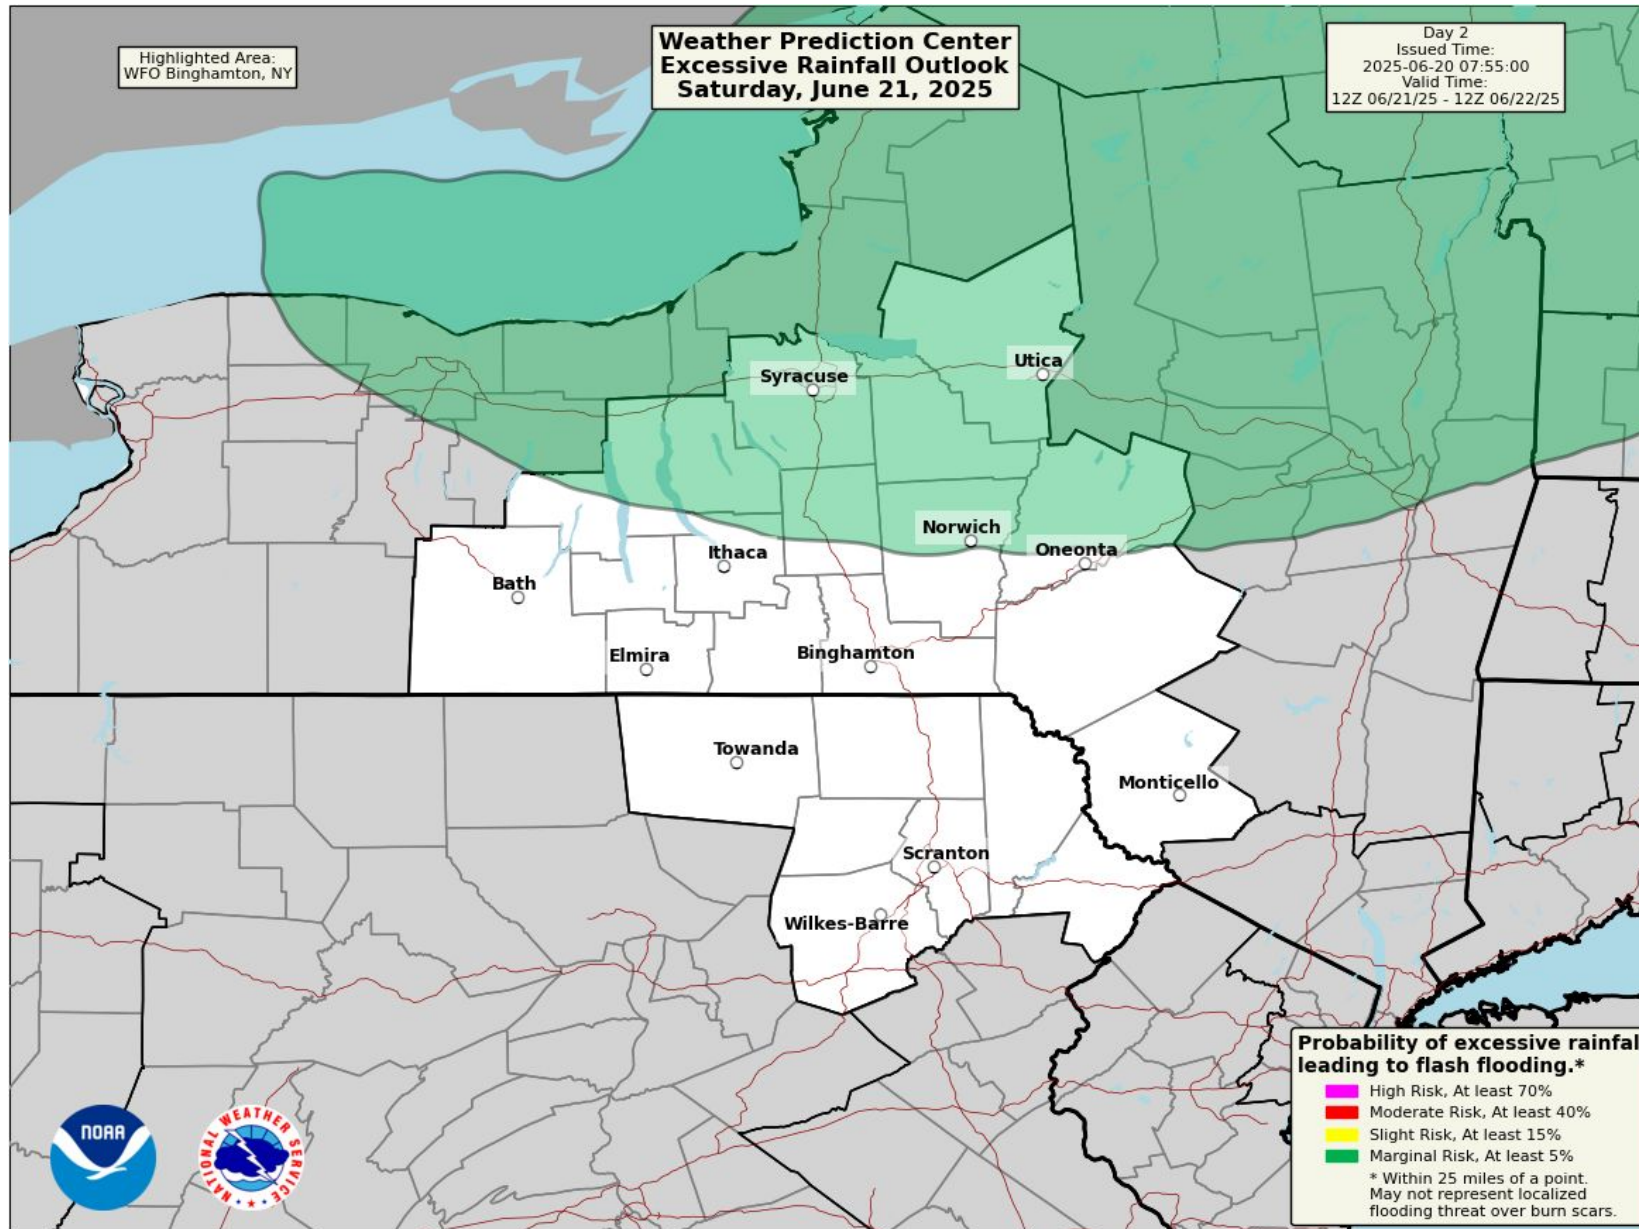 Highlighted Area:
WFO Binghamton, NY
Weather Prediction Center
Excessive Rainfall Outlook
Saturday, June 21, 2025
Day 2
Issued Time:
2025-06-20 07:55:00
Valid Time:
12Z 06/21/25 - 12Z 06/22/25
Utica
Syracuse
Norwich
Oneonta
Ithaca
Bath
Elmira
Binghamton
Towanda
Monticello
Scranton
Wilkes-Barre
Probability of excessive rainfal
leading to flash flooding.*
High Risk, At least 70%
Moderate Risk, At least 40%
Slight Risk, At least 15%
Marginal Risk, At least 5%
* Within 25 miles of a point.
May not represent localized
flooding threat over burn scars.
NOAA
NATIONAL WEATHER SERVICE